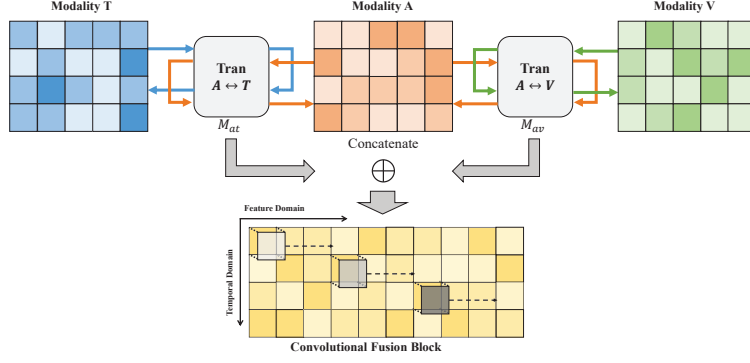 Modality T
Modality A
Modality V
Tran
A ↔ T
Tran
A ↔ V
M_at
M_av
Concatenate
Feature Domain
Temporal Domain
Convolutional Fusion Block